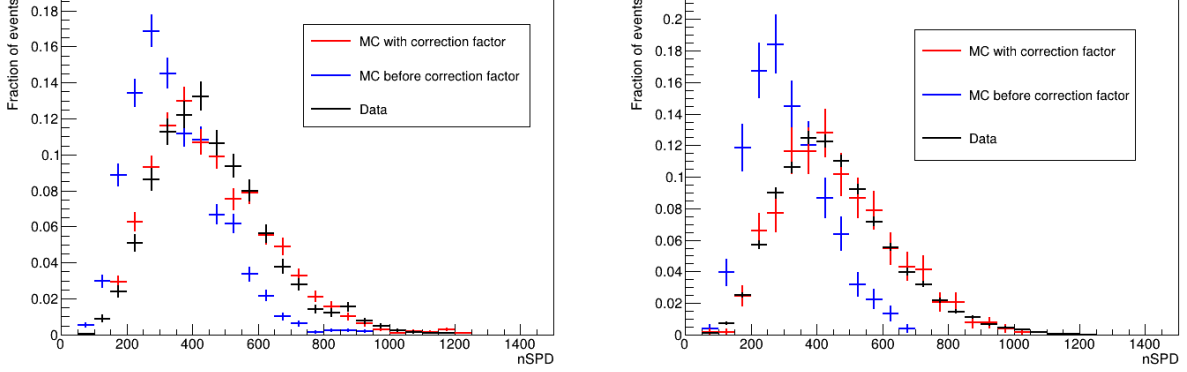 Fraction of events
0.18
0.16
0.14
0.12
0.1
0.08
0.06
0.04
0.02
0
MC with correction factor
MC before correction factor
Data
0 200 400 600 800 1000 1200 1400
nSPD
Fraction of events
0.2
0.18
0.16
0.14
0.12
0.1
0.08
0.06
0.04
0.02
0
MC with correction factor
MC before correction factor
Data
0 200 400 600 800 1000 1200 1400
nSPD